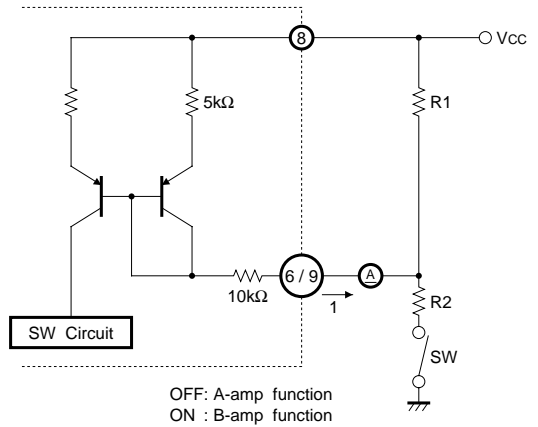 8
VCC
5kΩ
R1
6 / 9
A
10kΩ
1
R2
SW Circuit
SW
OFF: A-amp function
ON : B-amp function